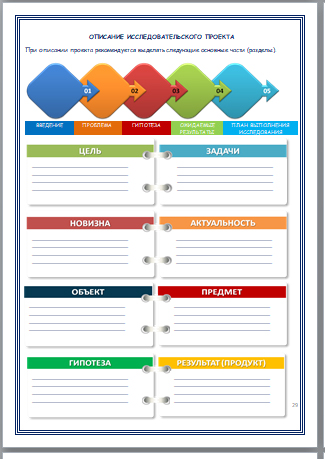 ОПИСАНИЕ ИССЛЕДОВАТЕЛЬСКОГО ПРОЕКТА
При описании проекта рекомендуется выделять следующие основные части (разделы)
01 02 03 04 05
ВВЕДЕНИЕ ПРОБЛЕМА ГИПОТЕЗА ОЖИДАЕМЫЕ РЕЗУЛЬТАТЫ ПЛАН ВЫПОЛНЕНИЯ ИССЛЕДОВАНИЯ
ЦЕЛЬ ЗАДАЧИ
НОВИЗНА АКТУАЛЬНОСТЬ
ОБЪЕКТ ПРЕДМЕТ
ГИПОТЕЗА РЕЗУЛЬТАТ (ПРОДУКТ)
29